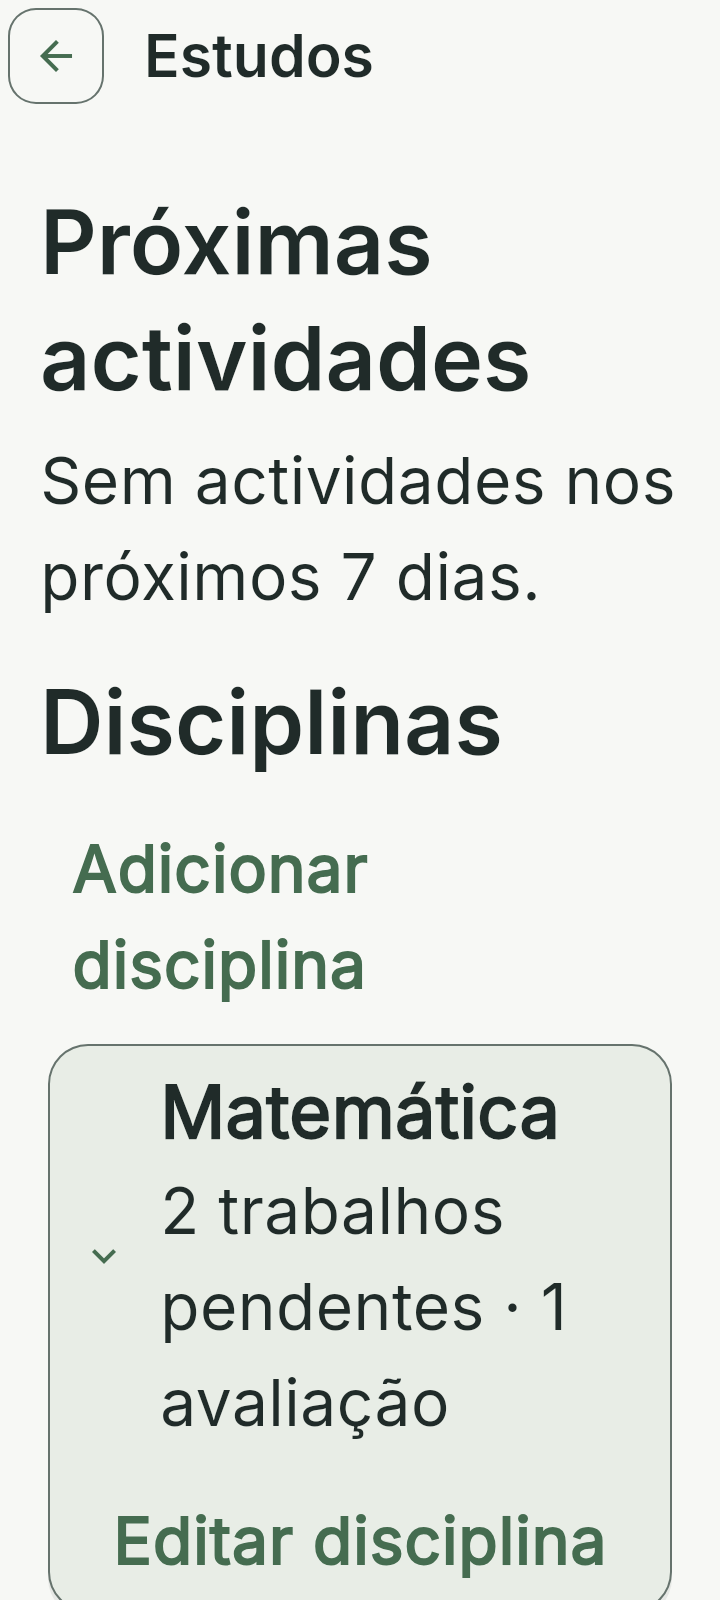 Estudos
Próximas
actividades
Sem actividades nos
próximos 7 dias.
Disciplinas
Adicionar
disciplina
Matemática
2 trabalhos
pendentes · 1
avaliação
Editar disciplina